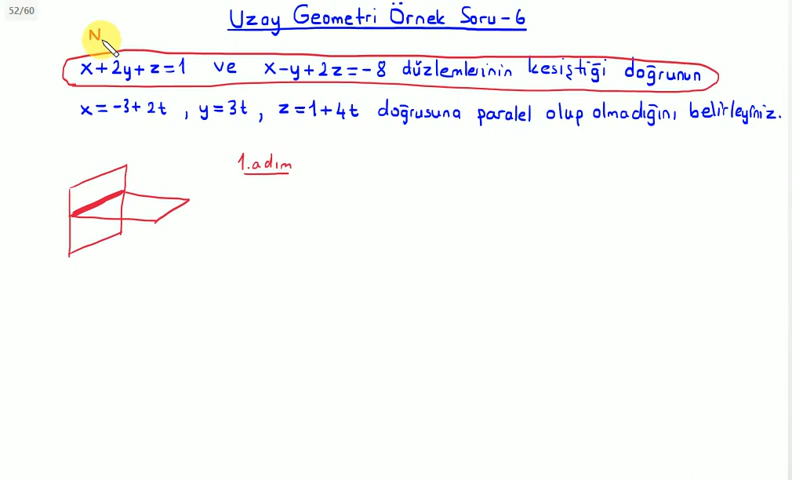 52/60
Uzay Geometri Örnek Soru-6
N
x+2y+z=1 ve x-y+2z=-8 düzlemlerinin kesiştiği doğrunun
x=-3+2t, y=3t, z=1+4t doğrusuna paralel olup olmadığını belirleyiniz.
1.adım